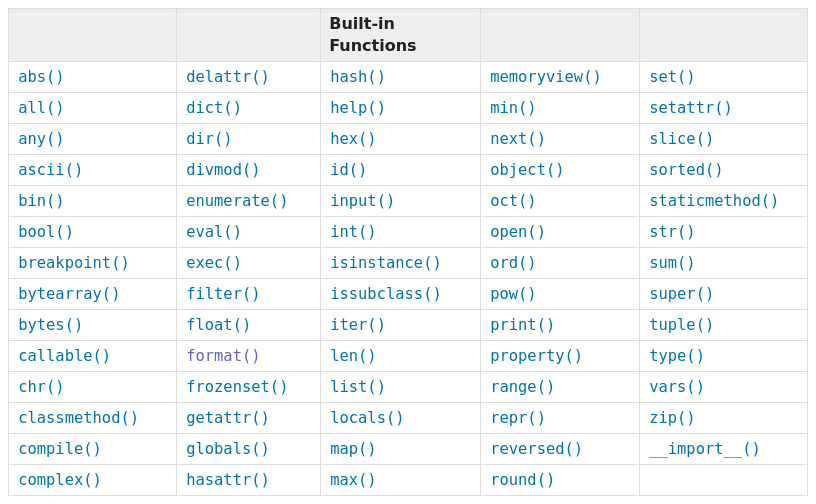 Built-in
Functions
abs() delattr() hash() memoryview() set()
all() dict() help() min() setattr()
any() dir() hex() next() slice()
ascii() divmod() id() object() sorted()
bin() enumerate() input() oct() staticmethod()
bool() eval() int() open() str()
breakpoint() exec() isinstance() ord() sum()
bytearray() filter() issubclass() pow() super()
bytes() float() iter() print() tuple()
callable() format() len() property() type()
chr() frozenset() list() range() vars()
classmethod() getattr() locals() repr() zip()
compile() globals() map() reversed() __import__()
complex() hasattr() max() round()